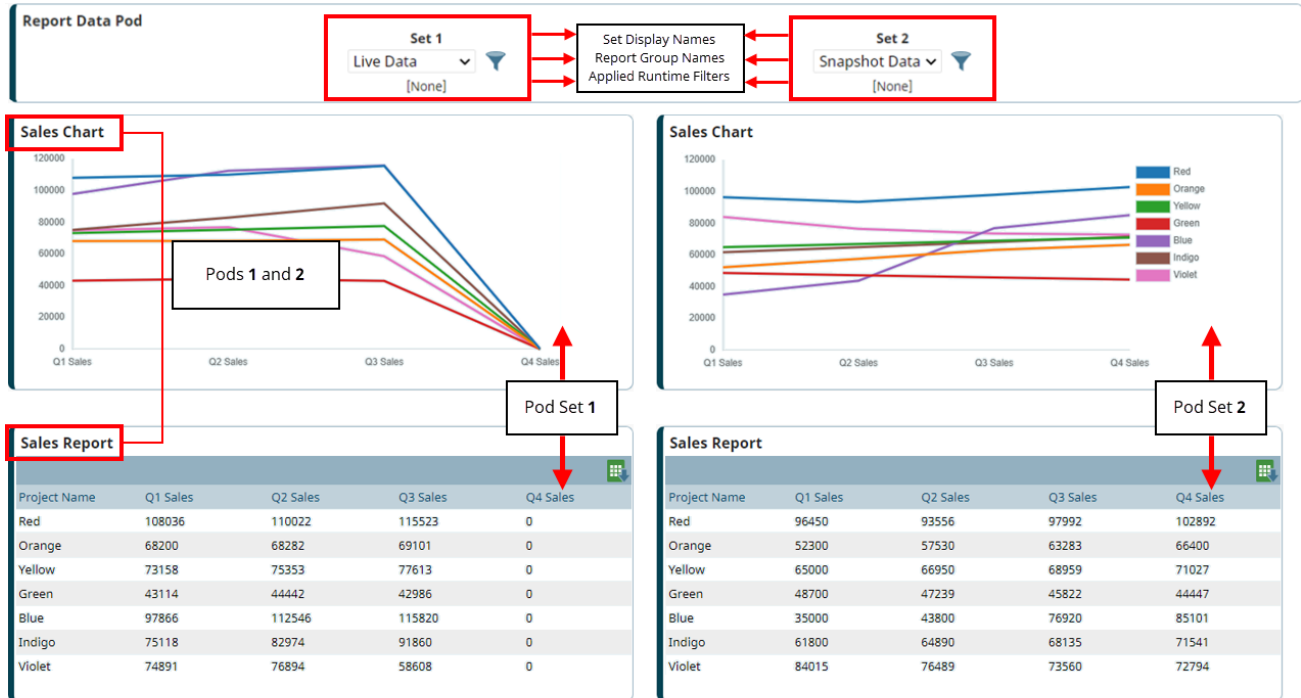 Report Data Pod
Set 1
Live Data
[None]
Set Display Names
Report Group Names
Applied Runtime Filters
Set 2
Snapshot Data
[None]
Sales Chart
120000
100000
80000
60000
40000
20000
0
Q1 Sales Q2 Sales Q3 Sales Q4 Sales
Pods 1 and 2
Sales Chart
120000
100000
80000
60000
40000
20000
0
Q1 Sales Q2 Sales Q3 Sales Q4 Sales
Red
Orange
Yellow
Green
Blue
Indigo
Violet
Pod Set 1
Pod Set 2
Sales Report
Project Name Q1 Sales Q2 Sales Q3 Sales Q4 Sales
Red 108036 110022 115523 0
Orange 68200 68282 69101 0
Yellow 73158 75353 77613 0
Green 43114 44442 42986 0
Blue 97866 112546 115820 0
Indigo 75118 82974 91860 0
Violet 74891 76894 58608 0
Sales Report
Project Name Q1 Sales Q2 Sales Q3 Sales Q4 Sales
Red 96450 93556 97992 102892
Orange 52300 57530 63283 66400
Yellow 65000 66950 68959 71027
Green 48700 47239 45822 44447
Blue 35000 43800 76920 85101
Indigo 61800 64890 68135 71541
Violet 84015 76489 73560 72794